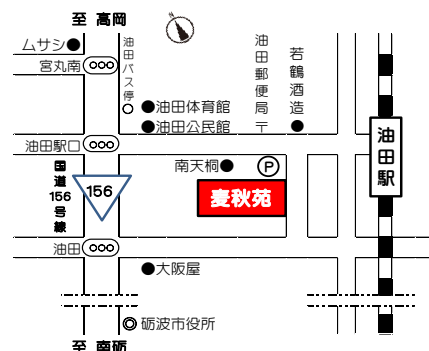 至 高岡
N
ムサシ●
宮丸南
油田バス停
油田郵便局
〒
若鶴酒造
●
●油田体育館
●油田公民館
油田駅口
南天桐●
P
油田駅
国道156号線
156
麦秋苑
油田
●大阪屋
◎砺波市役所
至 南砺